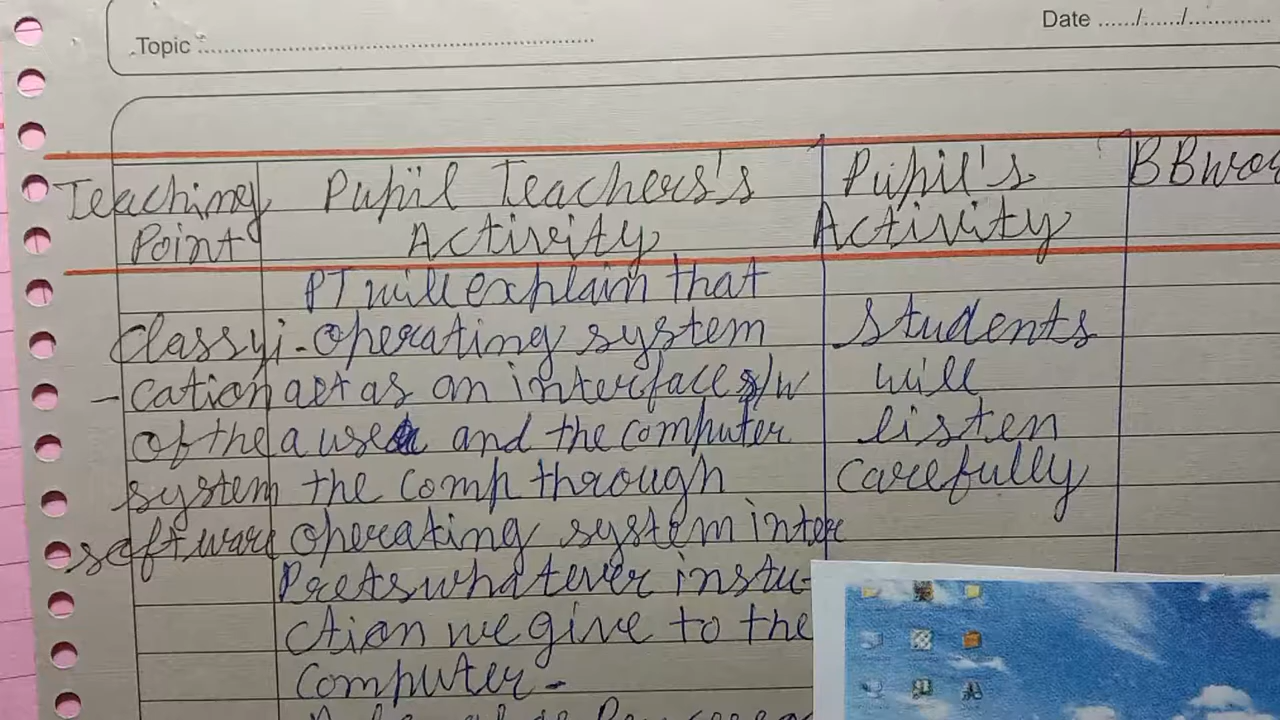 Topic ........................................ Date ....../....../............
Teaching Point
Pupil Teachers's Activity
Pupil's Activity
BBwor
Classyi-
-cation
of the
system
software
PT will explain that
operating system
act as an interface s/w
a user and the computer
the comp through
operating system inter
Prets whatever instu-
ction we give to the
computer-
students
will
listen
carefully